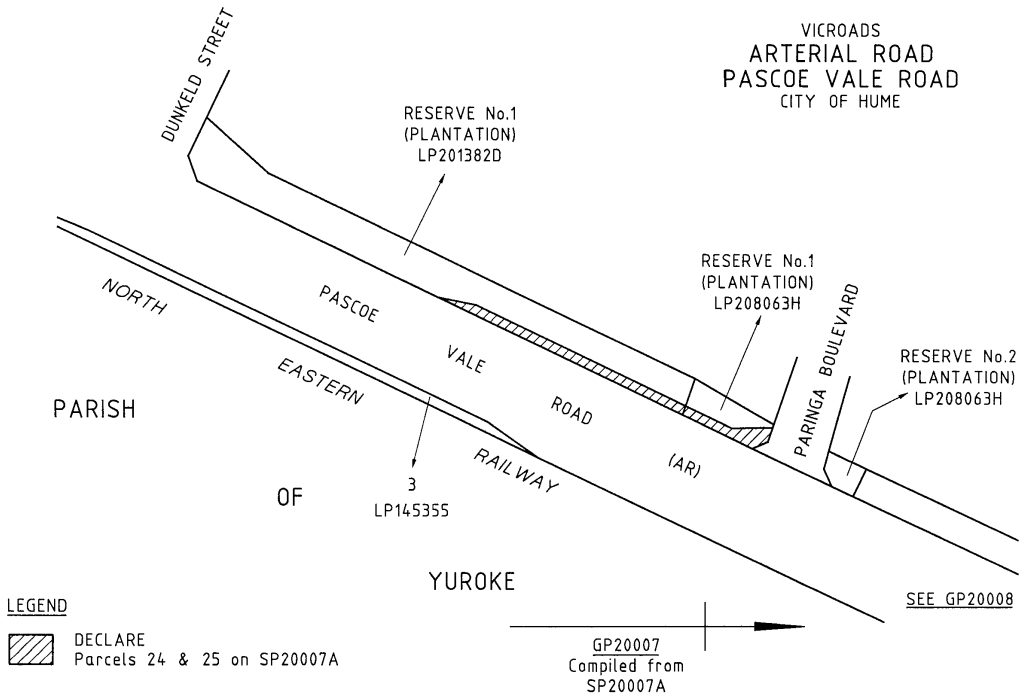 VICROADS
ARTERIAL ROAD
PASCOE VALE ROAD
CITY OF HUME
DUNKELD STREET
RESERVE No.1
(PLANTATION)
LP201382D
RESERVE No.1
(PLANTATION)
LP208063H
PARINGA BOULEVARD
RESERVE No.2
(PLANTATION)
LP208063H
NORTH
EASTERN
RAILWAY
PASCOE
VALE
ROAD
(AR)
PARISH
OF
YUROKE
3
LP145355
SEE GP20008
LEGEND
DECLARE
Parcels 24 & 25 on SP20007A
GP20007
Compiled from
SP20007A